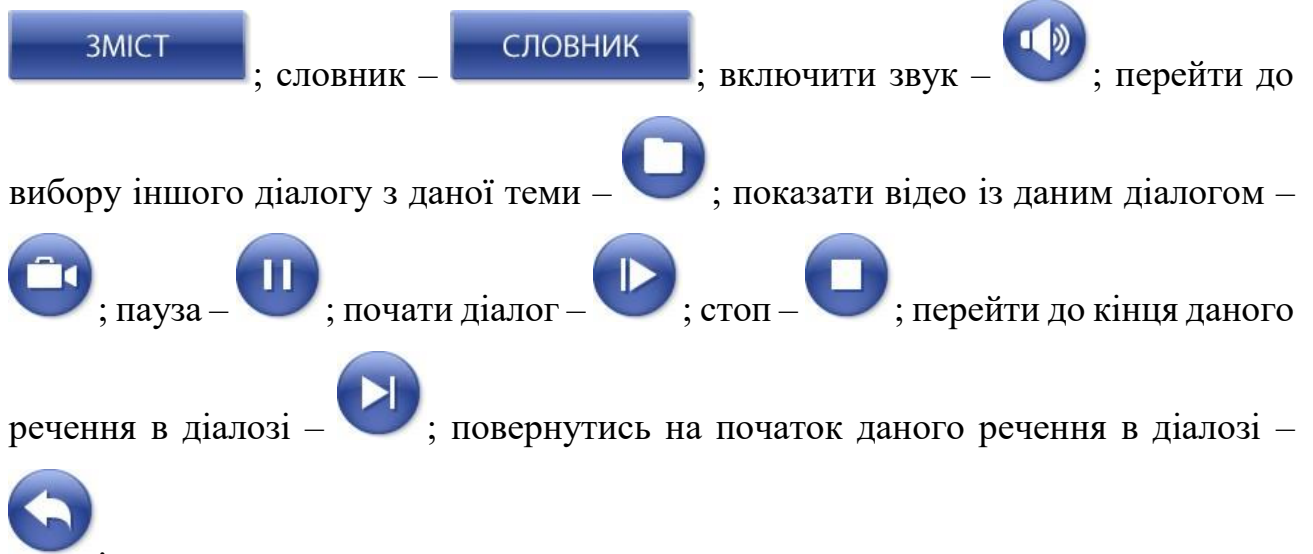 ЗМІСТ ; словник – СЛОВНИК ; включити звук – ; перейти до
вибору іншого діалогу з даної теми – ; показати відео із даним діалогом –
; пауза – ; почати діалог – ; стоп – ; перейти до кінця даного
речення в діалозі – ; повернутись на початок даного речення в діалозі –